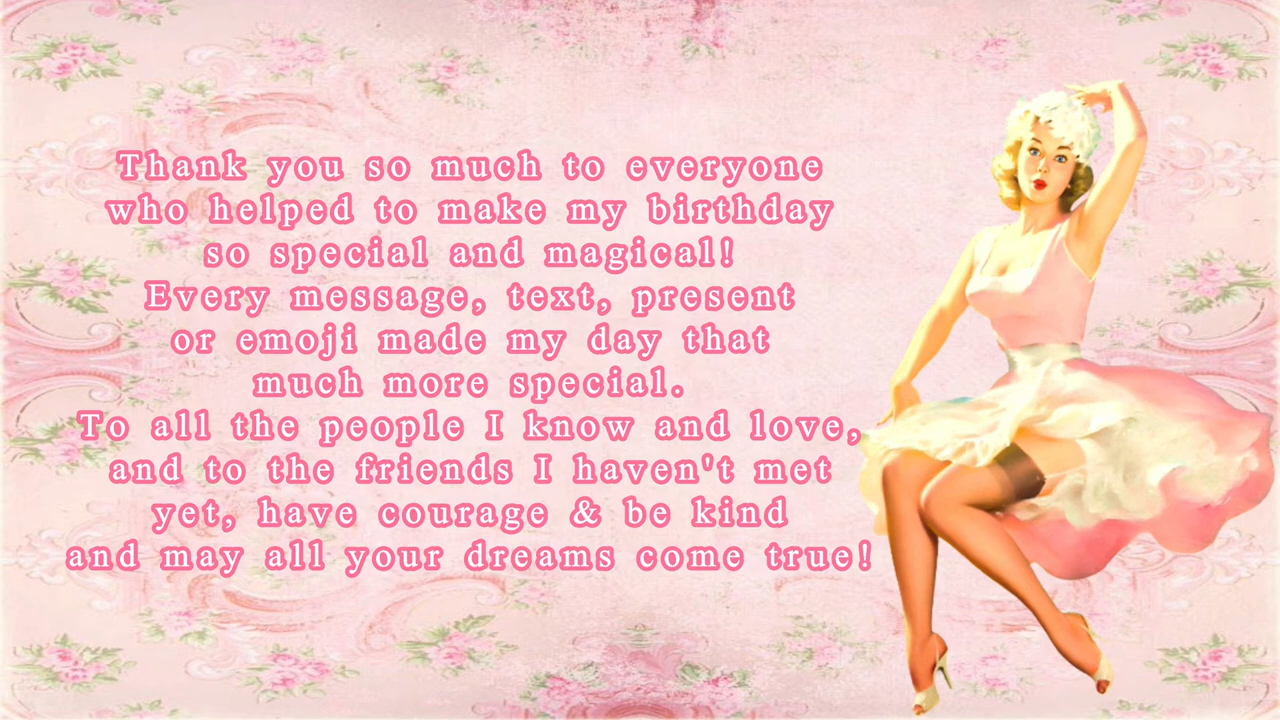 Thank you so much to everyone
who helped to make my birthday
so special and magical!
Every message, text, present
or emoji made my day that
much more special.
To all the people I know and love,
and to the friends I haven't met
yet, have courage & be kind
and may all your dreams come true!